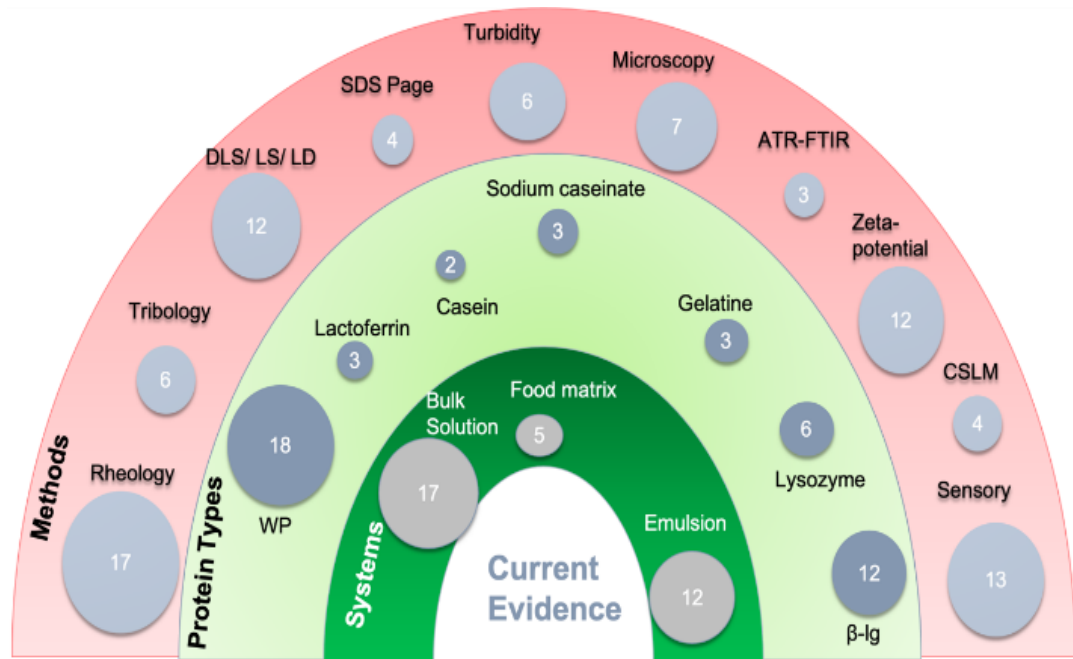 Turbidity
6
Microscopy
7
SDS Page
4
ATR-FTIR
3
DLS/ LS/ LD
12
Zeta-
potential
12
Tribology
6
CSLM
4
Rheology
17
Sensory
13
Methods
Sodium caseinate
3
2
Casein
Lactoferrin
3
Gelatine
3
18
WP
6
Lysozyme
12
β-lg
Protein Types
Food matrix
5
Bulk
Solution
17
Emulsion
12
Systems
Current
Evidence